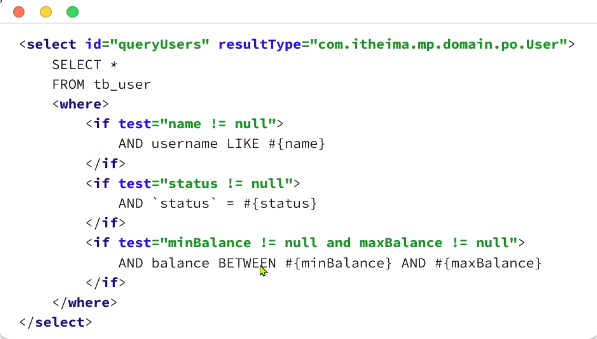 <select id="queryUsers" resultType="com.itheima.mp.domain.po.User">
    SELECT *
    FROM tb_user
    <where>
        <if test="name != null">
            AND username LIKE #{name}
        </if>
        <if test="status != null">
            AND `status` = #{status}
        </if>
        <if test="minBalance != null and maxBalance != null">
            AND balance BETWEEN #{minBalance} AND #{maxBalance}
        </if>
    </where>
</select>